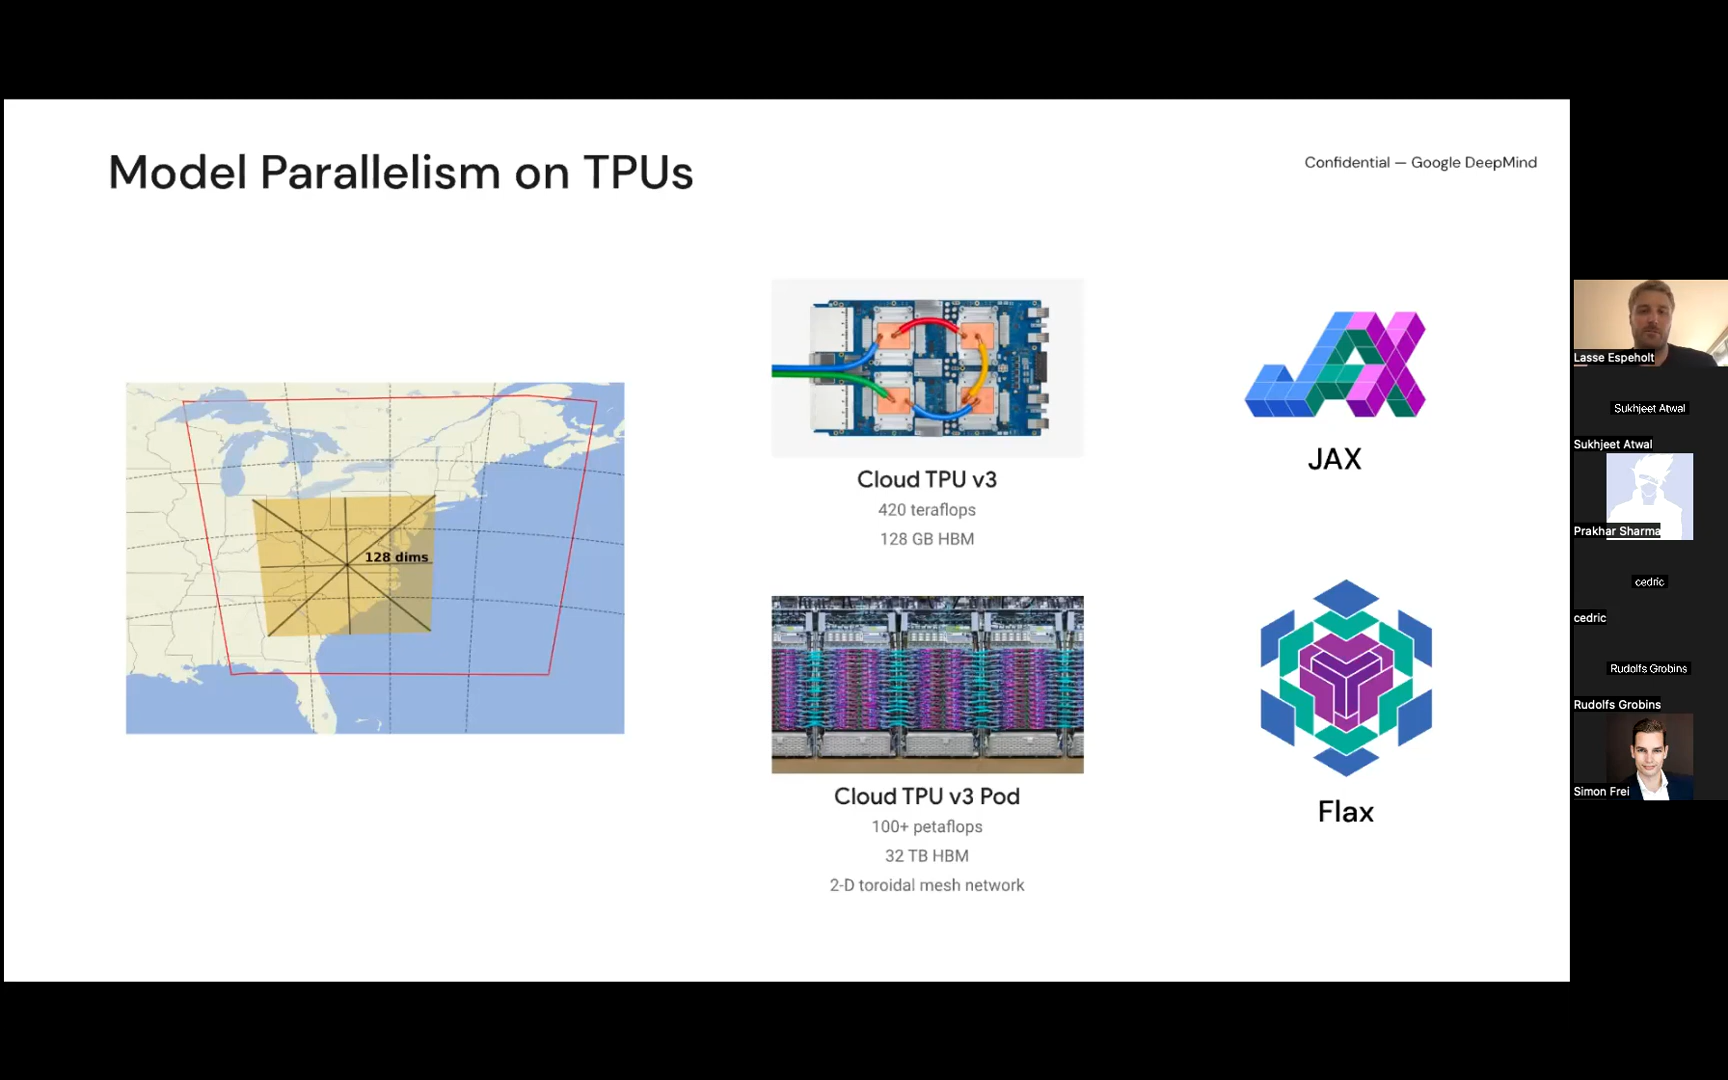 Model Parallelism on TPUs
Confidential — Google DeepMind
128 dims
Cloud TPU v3
420 teraflops
128 GB HBM
Cloud TPU v3 Pod
100+ petaflops
32 TB HBM
2-D toroidal mesh network
JAX
JAX
Flax
Lasse Espeholt
Sukhjeet Atwal
Sukhjeet Atwal
Prakhar Sharma
cedric
cedric
Rudolfs Grobins
Rudolfs Grobins
Simon Frei